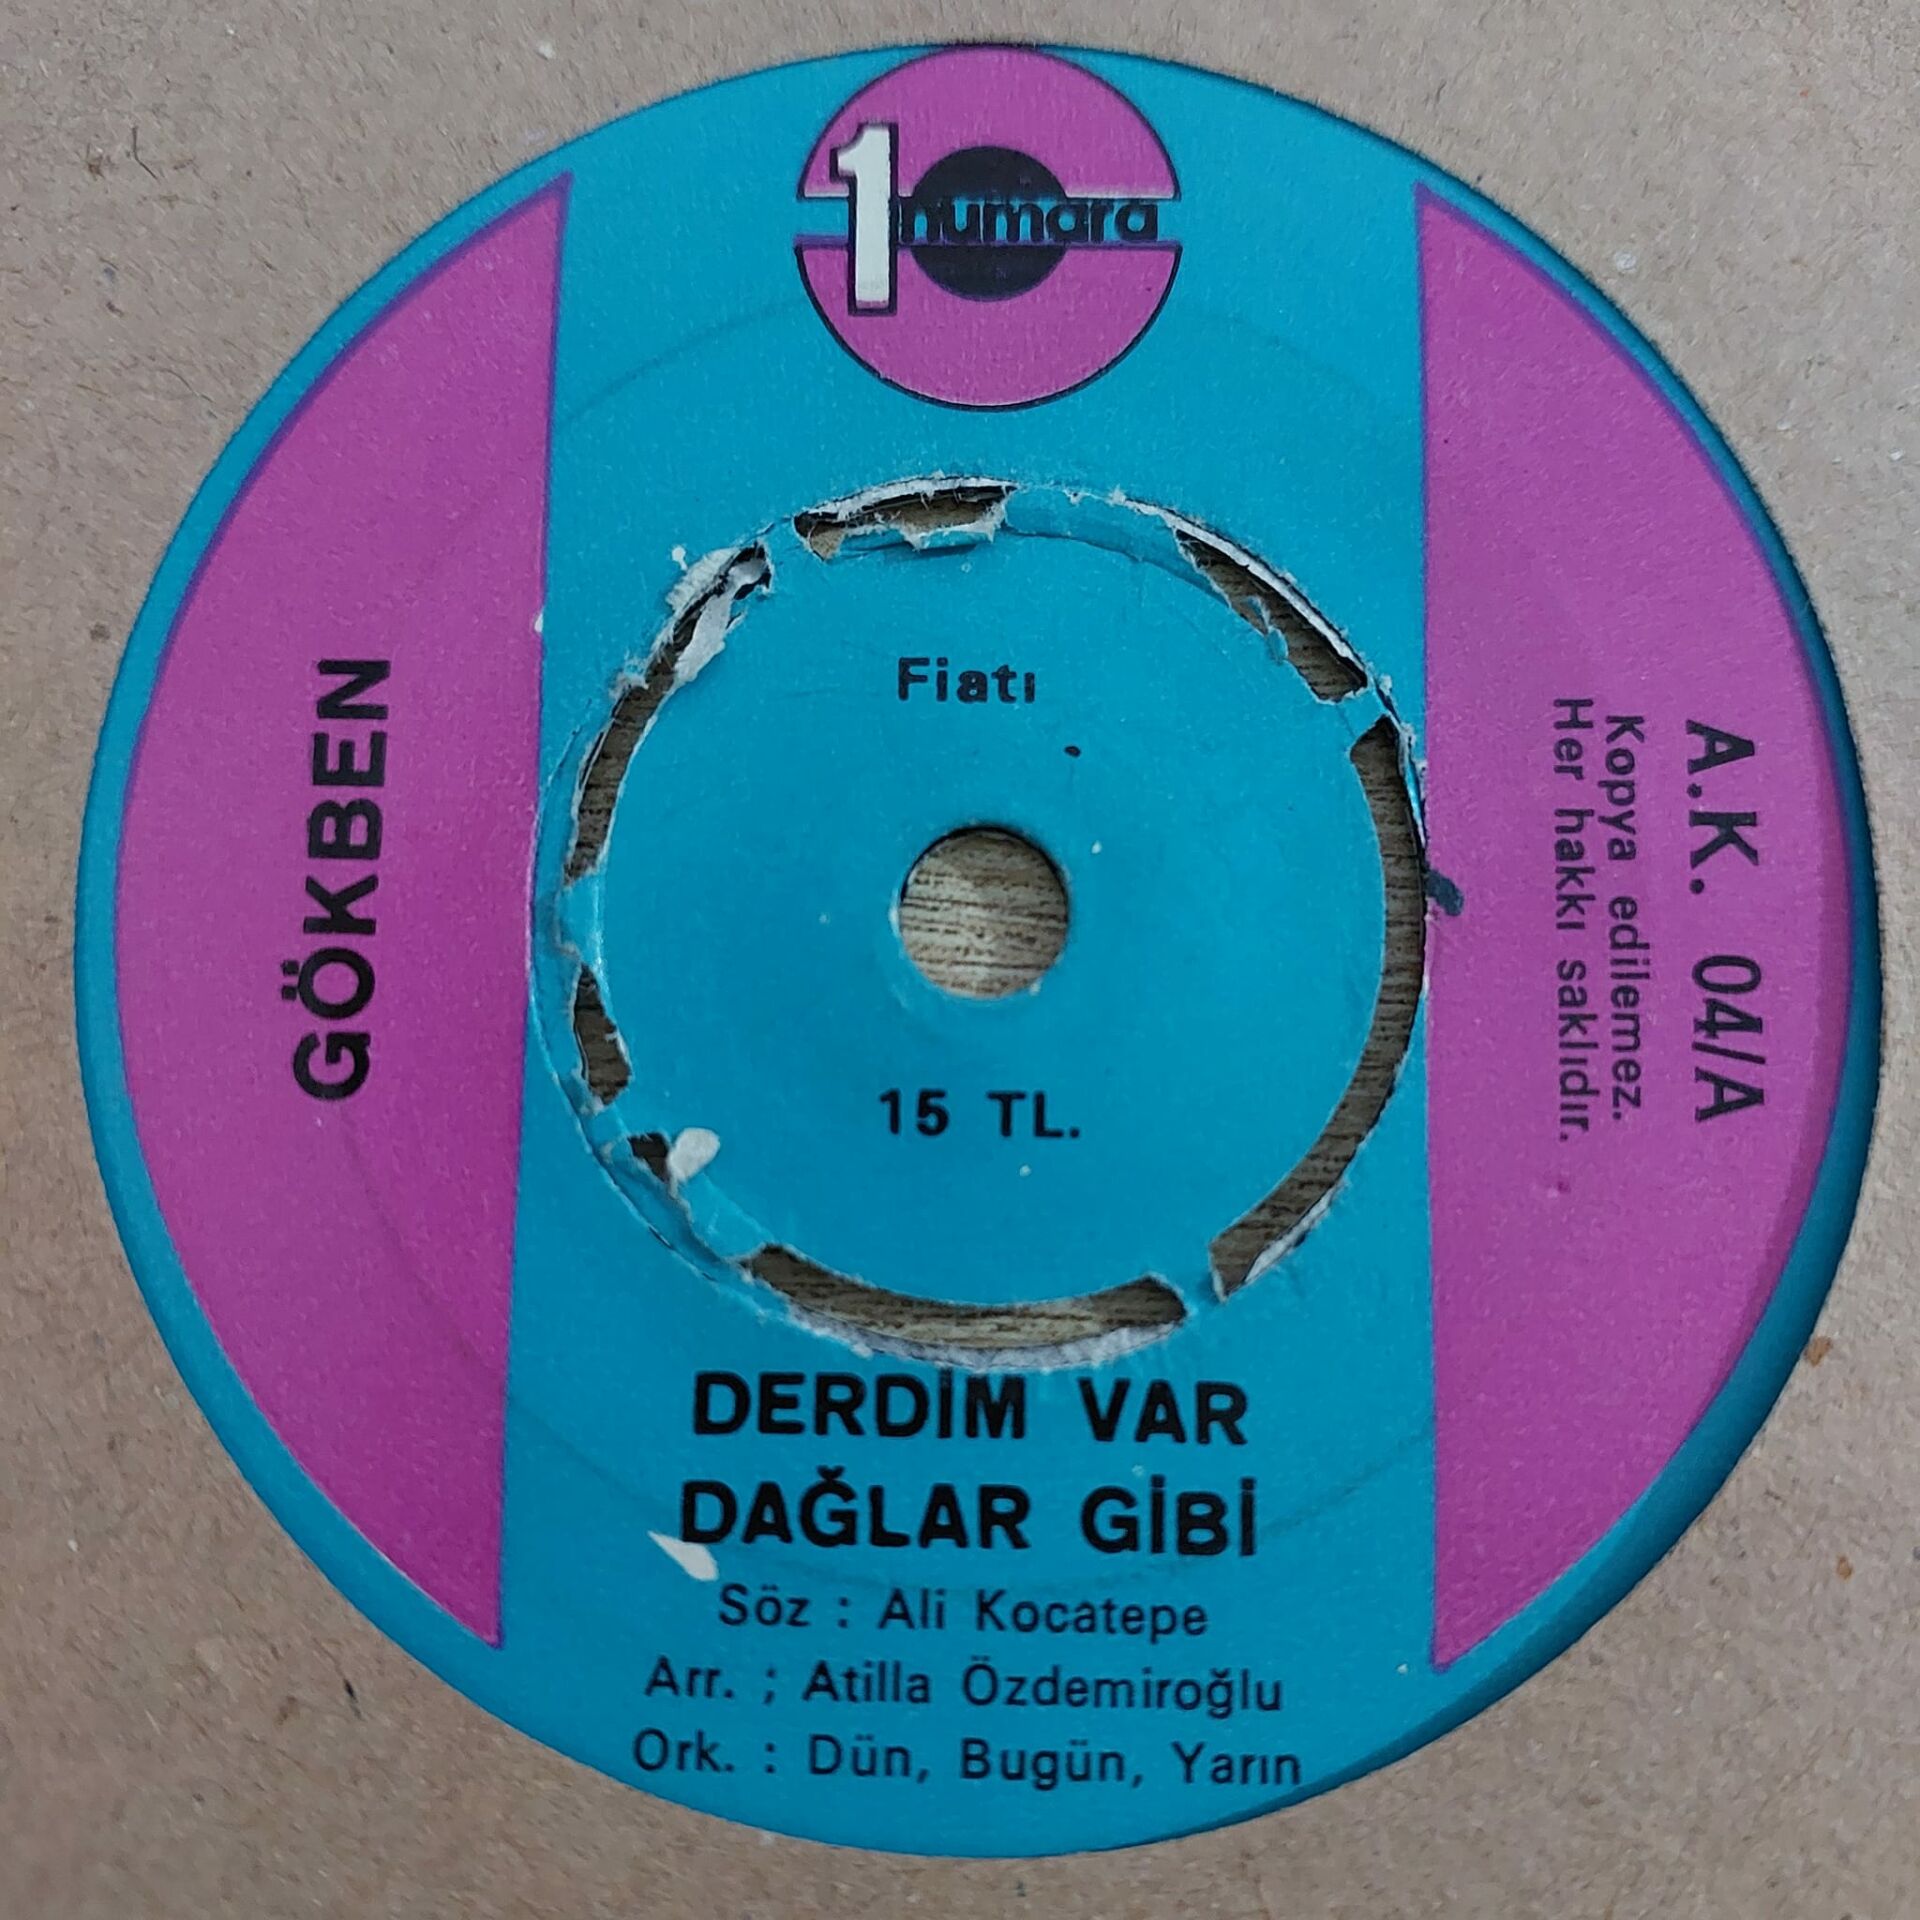 1 numara
GÖKBEN
Fiatı
15 TL.
A.K. 04/A
Kopya edilemez.
Her hakkı saklıdır.
DERDİM VAR
DAĞLAR GİBİ
Söz : Ali Kocatepe
Arr. ; Atilla Özdemiroğlu
Ork. : Dün, Bugün, Yarın